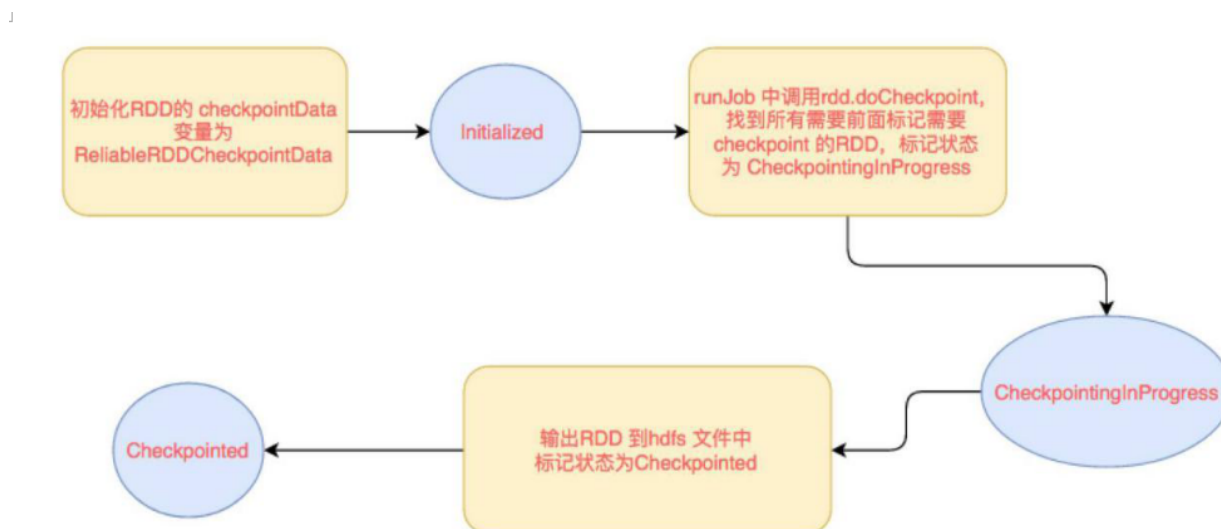 」
初始化RDD的 checkpointData
变量为
ReliableRDDCheckpointData
Initialized
runJob 中调用rdd.doCheckpoint,
找到所有需要前面标记需要
checkpoint 的RDD，标记状态
为 CheckpointingInProgress
CheckpointingInProgress
输出RDD 到hdfs 文件中
标记状态为Checkpointed
Checkpointed